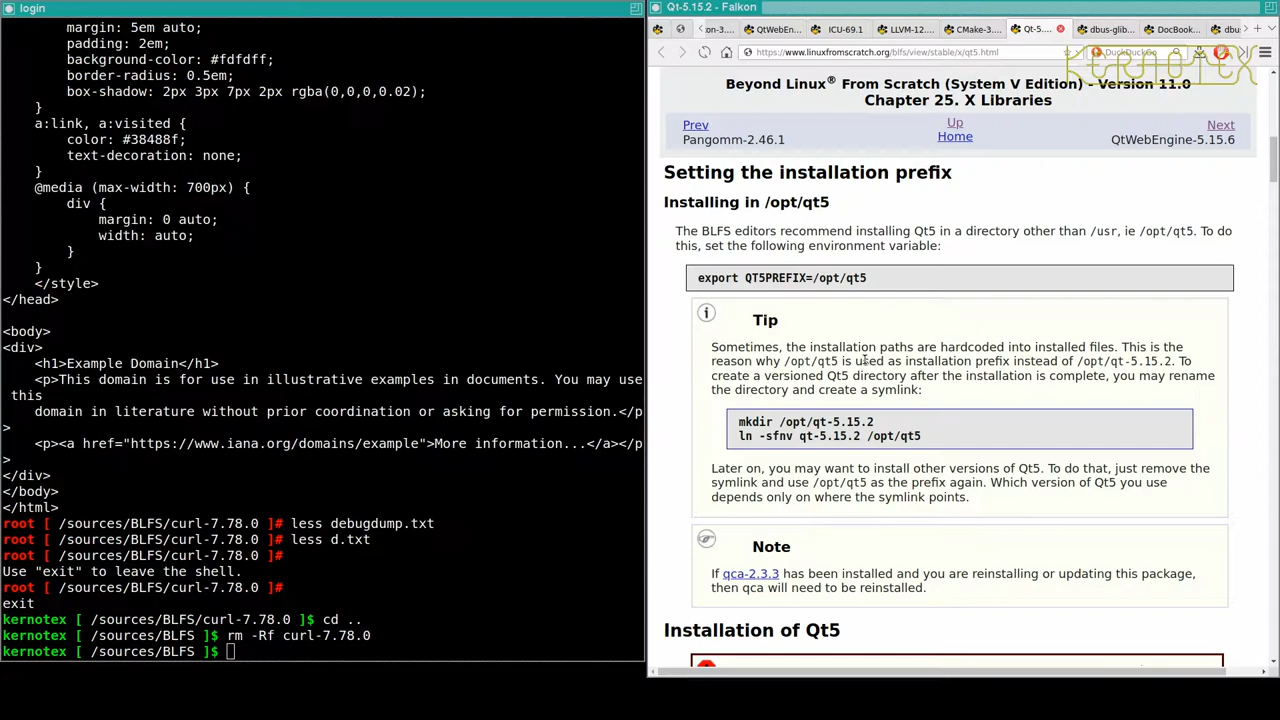 login
margin: 5em auto;
padding: 2em;
background-color: #fdfdff;
border-radius: 0.5em;
box-shadow: 2px 3px 7px 2px rgba(0,0,0,0.02);
}
a:link, a:visited {
color: #38488f;
text-decoration: none;
}
@media (max-width: 700px) {
div {
margin: 0 auto;
width: auto;
}
}
</style>
</head>
<body>
<div>
<h1>Example Domain</h1>
<p>This domain is for use in illustrative examples in documents. You may use
this
domain in literature without prior coordination or asking for permission.</p
>
<p><a href="https://www.iana.org/domains/example">More information...</a></p
>
</div>
</body>
</html>
root [ /sources/BLFS/curl-7.78.0 ]# less debugdump.txt
root [ /sources/BLFS/curl-7.78.0 ]# less d.txt
root [ /sources/BLFS/curl-7.78.0 ]#
Use "exit" to leave the shell.
root [ /sources/BLFS/curl-7.78.0 ]#
exit
kernotex [ /sources/BLFS/curl-7.78.0 ]$ cd ..
kernotex [ /sources/BLFS ]$ rm -Rf curl-7.78.0
kernotex [ /sources/BLFS ]$
Qt-5.15.2 - Falkon
on-3.... QtWebEn... ICU-69.1 LLVM-12.... CMake-3.... Qt-5.... dbus-glib... DocBook... dbu
https://www.linuxfromscratch.org/blfs/view/stable/x/qt5.html DuckDuckGo
KERNOTEX
Beyond Linux® From Scratch (System V Edition) - Version 11.0
Chapter 25. X Libraries
Prev Up Next
Pangomm-2.46.1 Home QtWebEngine-5.15.6
Setting the installation prefix
Installing in /opt/qt5
The BLFS editors recommend installing Qt5 in a directory other than /usr, ie /opt/qt5. To do
this, set the following environment variable:
export QT5PREFIX=/opt/qt5
Tip
Sometimes, the installation paths are hardcoded into installed files. This is the
reason why /opt/qt5 is used as installation prefix instead of /opt/qt-5.15.2. To
create a versioned Qt5 directory after the installation is complete, you may rename
the directory and create a symlink:
mkdir /opt/qt-5.15.2
ln -sfnv qt-5.15.2 /opt/qt5
Later on, you may want to install other versions of Qt5. To do that, just remove the
symlink and use /opt/qt5 as the prefix again. Which version of Qt5 you use
depends only on where the symlink points.
Note
If qca-2.3.3 has been installed and you are reinstalling or updating this package,
then qca will need to be reinstalled.
Installation of Qt5